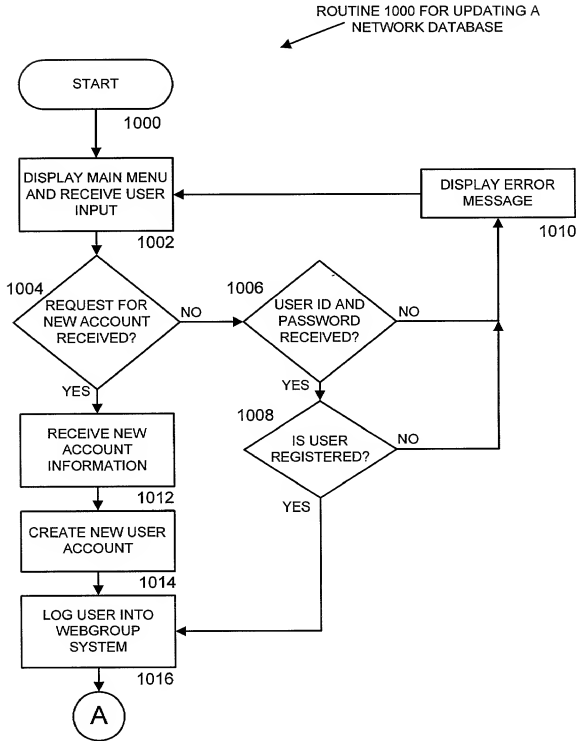 ROUTINE 1000 FOR UPDATING A
NETWORK DATABASE
START
1000
DISPLAY MAIN MENU
AND RECEIVE USER
INPUT
1002
DISPLAY ERROR
MESSAGE
1010
1004
REQUEST FOR
NEW ACCOUNT
RECEIVED?
NO
YES
1006
USER ID AND
PASSWORD
RECEIVED?
NO
YES
1008
IS USER
REGISTERED?
NO
YES
RECEIVE NEW
ACCOUNT
INFORMATION
1012
CREATE NEW USER
ACCOUNT
1014
LOG USER INTO
WEBGROUP
SYSTEM
1016
A